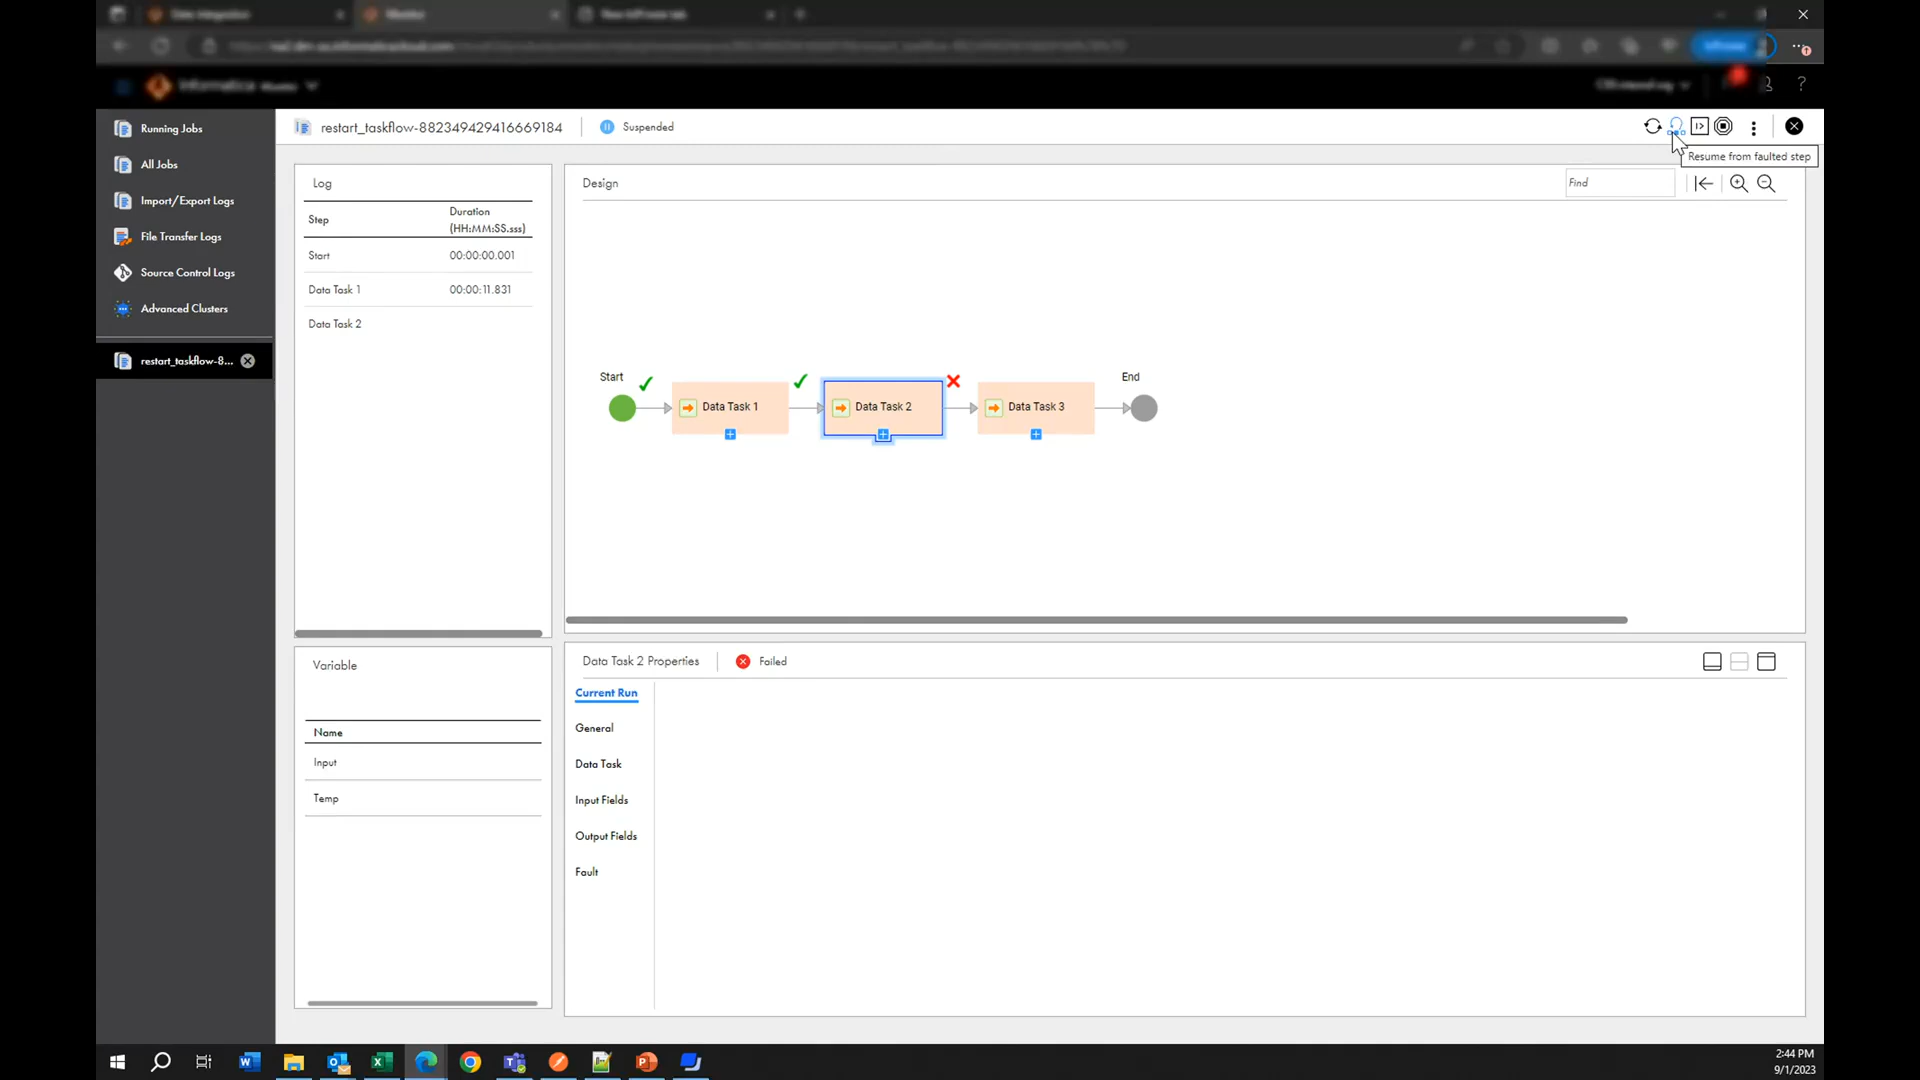 Informatica Monitor
Running Jobs
All Jobs
Import/Export Logs
File Transfer Logs
Source Control Logs
Advanced Clusters
restart_taskflow-8...
restart_taskflow-882349429416669184
Suspended
Resume from faulted step
Log
Step
Duration
(HH:MM:SS.sss)
Start
00:00:00.001
Data Task 1
00:00:11.831
Data Task 2
Design
Find
Start
Data Task 1
Data Task 2
Data Task 3
End
Variable
Name
Input
Temp
Data Task 2 Properties
Failed
Current Run
General
Data Task
Input Fields
Output Fields
Fault
2:44 PM
9/1/2023